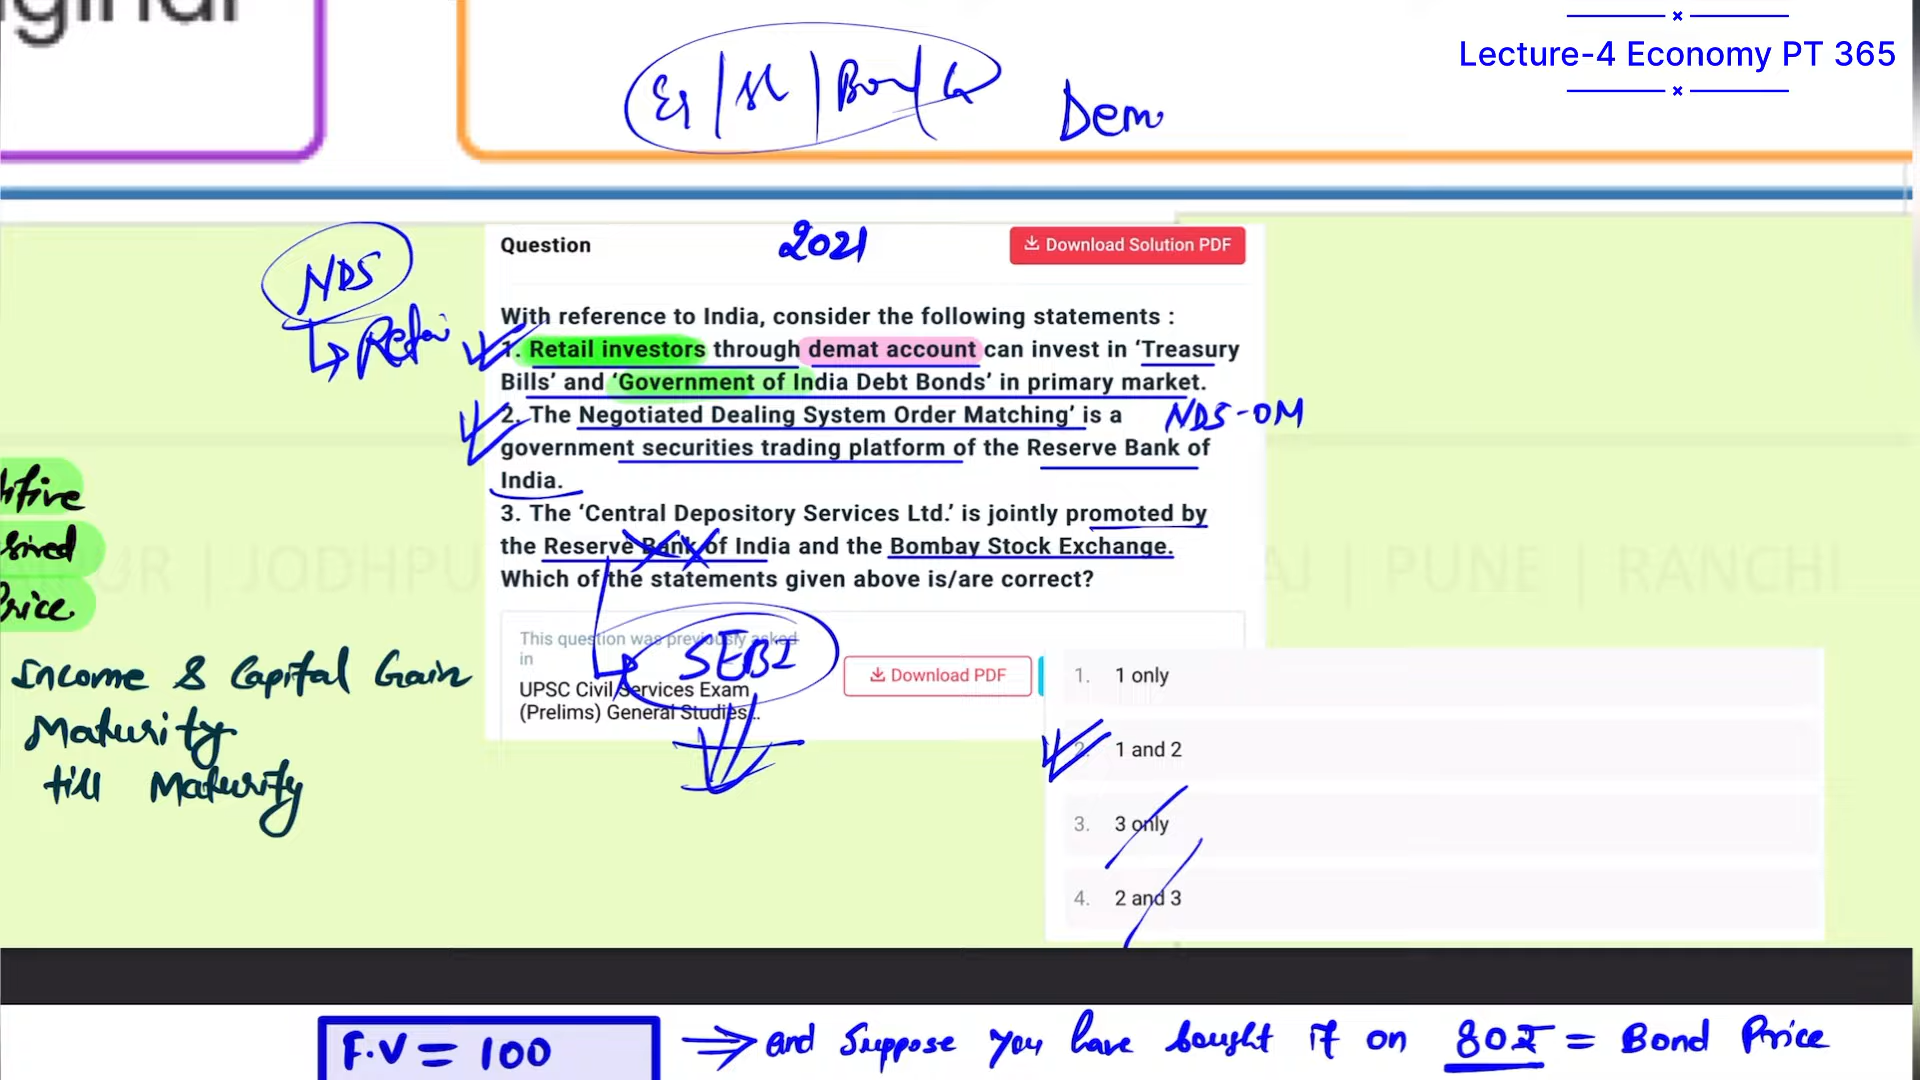 Lecture-4 Economy PT 365
Dem
NDS
Question
2021
Download Solution PDF
With reference to India, consider the following statements :
1. Retail investors through demat account can invest in ‘Treasury
Bills’ and ‘Government of India Debt Bonds’ in primary market.
2. The Negotiated Dealing System Order Matching’ is a
NDS-OM
government securities trading platform of the Reserve Bank of
India.
3. The ‘Central Depository Services Ltd.’ is jointly promoted by
the Reserve Bank of India and the Bombay Stock Exchange.
Which of the statements given above is/are correct?
JODHPU
PUNE | RANCHI
Price
This question was previously asked
in
SEBI
UPSC Civil Services Exam
(Prelims) General Studies..
Download PDF
1. 1 only
2. 1 and 2
3. 3 only
4. 2 and 3
Income & Capital Gain
Maturity
till Maturity
F.V = 100
and suppose you have bought it on 80₹ = Bond Price